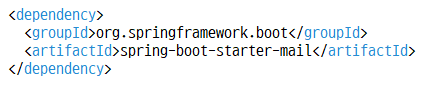 <dependency>
  <groupId>org.springframework.boot</groupId>
  <artifactId>spring-boot-starter-mail</artifactId>
</dependency>